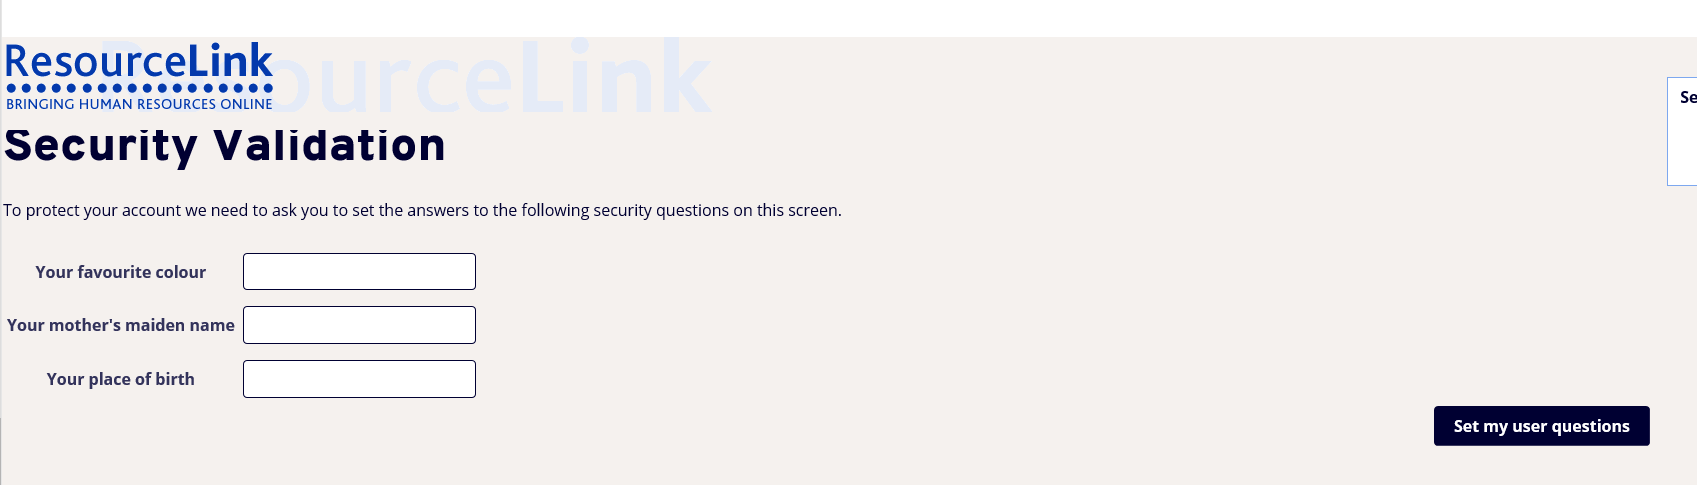 ResourceLink
BRINGING HUMAN RESOURCES ONLINE
ourceLink
Se
Security Validation
To protect your account we need to ask you to set the answers to the following security questions on this screen.
Your favourite colour
Your mother's maiden name
Your place of birth
Set my user questions